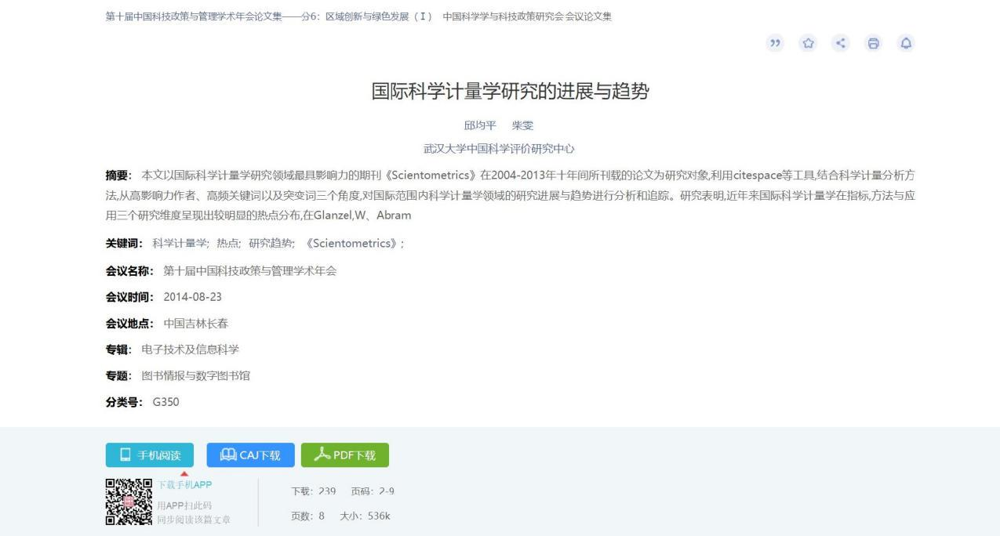 第十届中国科技政策与管理学术年会论文集——分6：区域创新与绿色发展（Ⅰ） 中国科学学与科技政策研究会会议论文集
国际科学计量学研究的进展与趋势
邱均平 柴雯
武汉大学中国科学评价研究中心
摘要： 本文以国际科学计量学研究领域最具影响力的期刊《Scientometrics》在2004-2013年十年间所刊载的论文为研究对象,利用citespace等工具,结合科学计量分析方
法,从高影响力作者、高频关键词以及突变词三个角度,对国际范围内科学计量学领域的研究进展与趋势进行分析和追踪。研究表明,近年来国际科学计量学在指标,方法与应
用三个研究维度呈现出较明显的热点分布,在Glanzel,W、Abram
关键词： 科学计量学; 热点; 研究趋势; 《Scientometrics》;
会议名称： 第十届中国科技政策与管理学术年会
会议时间： 2014-08-23
会议地点： 中国吉林长春
专辑： 电子技术及信息科学
专题： 图书情报与数字图书馆
分类号： G350
手机阅读 CAJ下载 PDF下载
下载手机APP
用APP扫此码
同步阅读该篇文章
下载：239 页码：2-9
页数：8 大小：536k